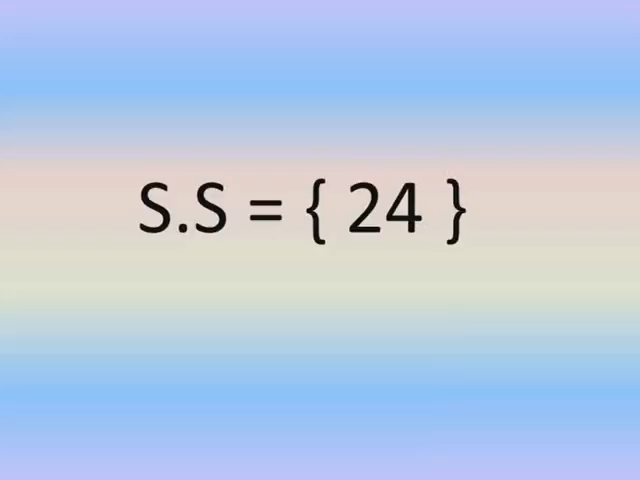 S.S = { 24 }